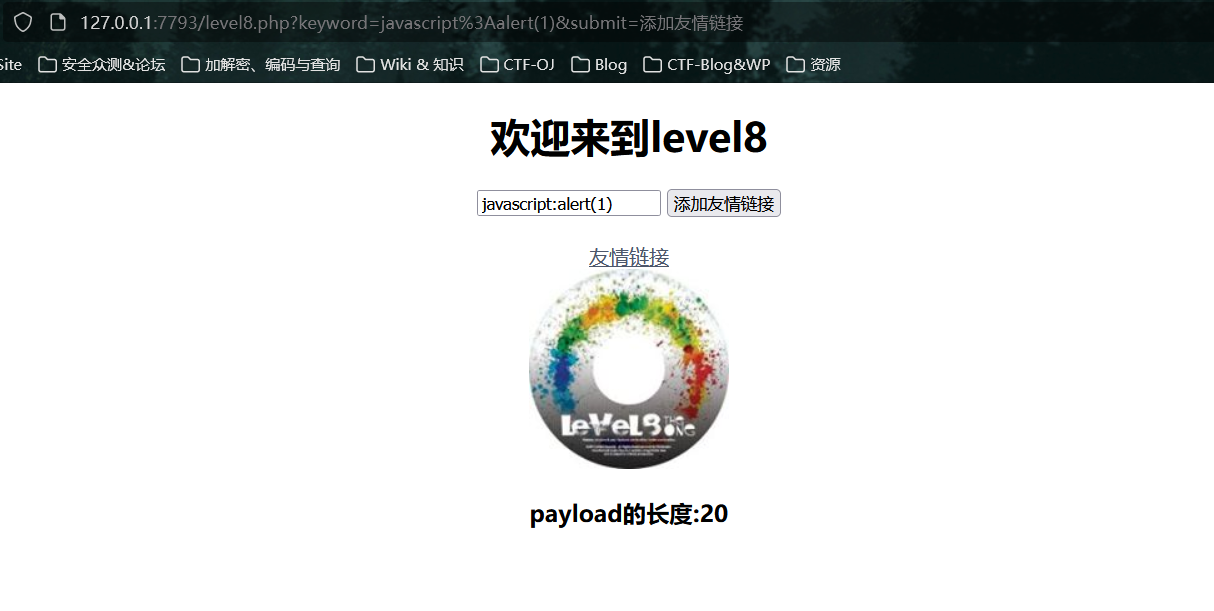 127.0.0.1:7793/level8.php?keyword=javascript%3Aalert(1)&submit=添加友情链接
Site 安全众测&论坛 加解密、编码与查询 Wiki & 知识 CTF-OJ Blog CTF-Blog&WP 资源
欢迎来到level8
javascript:alert(1) 添加友情链接
友情链接
LeVeL8 THE SONG
payload的长度:20